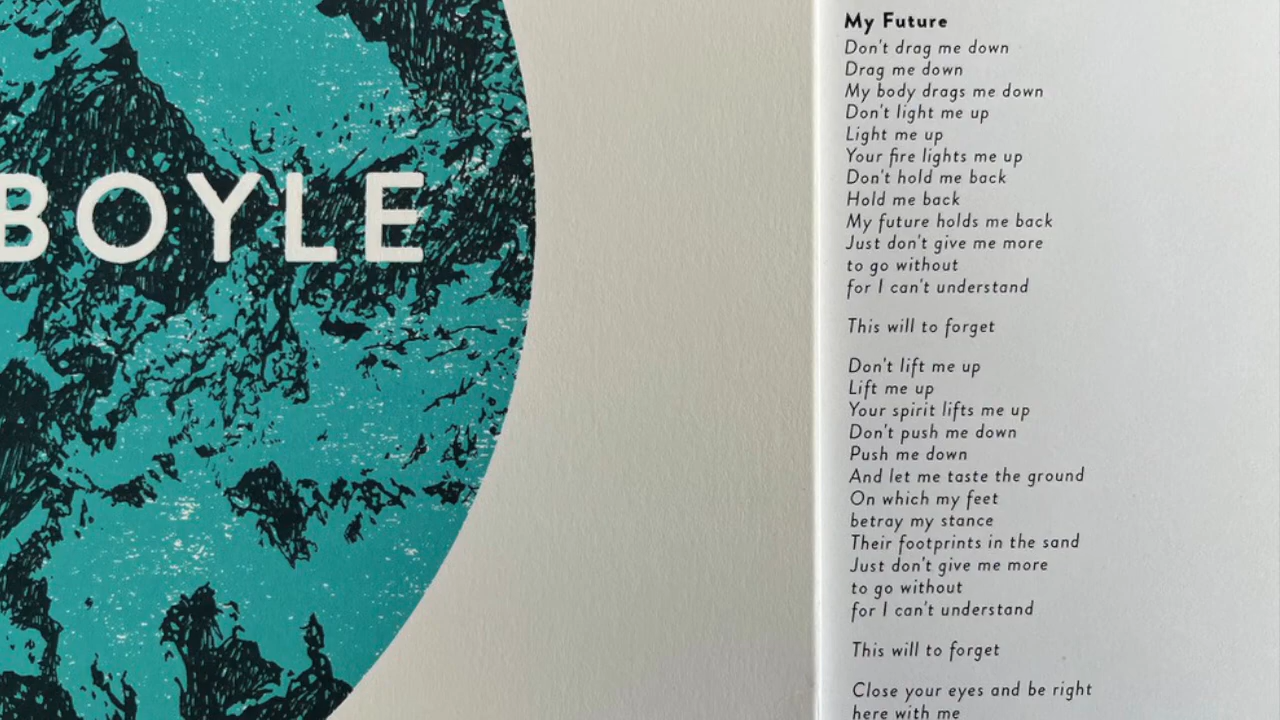 BOYLE
My Future
Don't drag me down
Drag me down
My body drags me down
Don't light me up
Light me up
Your fire lights me up
Don't hold me back
Hold me back
My future holds me back
Just don't give me more
to go without
for I can't understand
This will to forget
Don't lift me up
Lift me up
Your spirit lifts me up
Don't push me down
Push me down
And let me taste the ground
On which my feet
betray my stance
Their footprints in the sand
Just don't give me more
to go without
for I can't understand
This will to forget
Close your eyes and be right
here with me